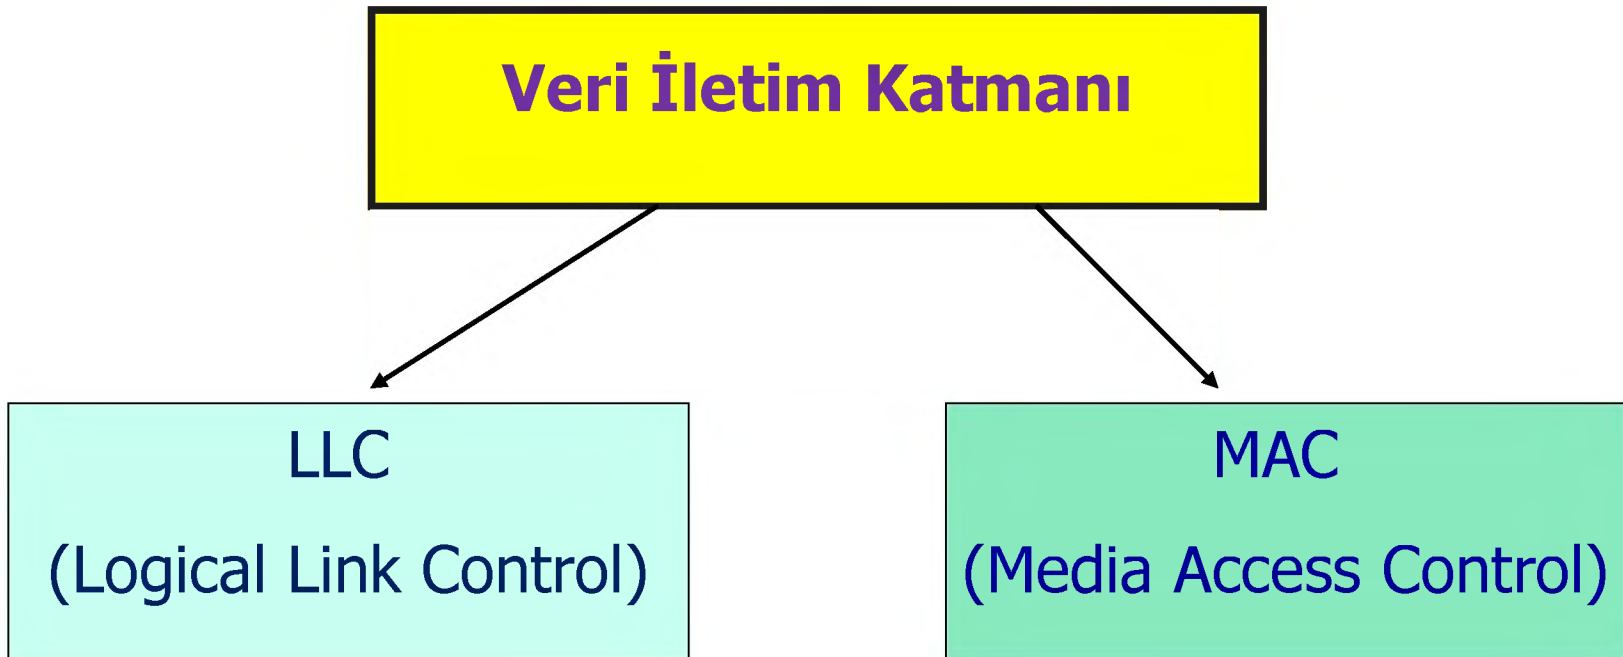 Veri İletim Katmanı
LLC
(Logical Link Control)
MAC
(Media Access Control)